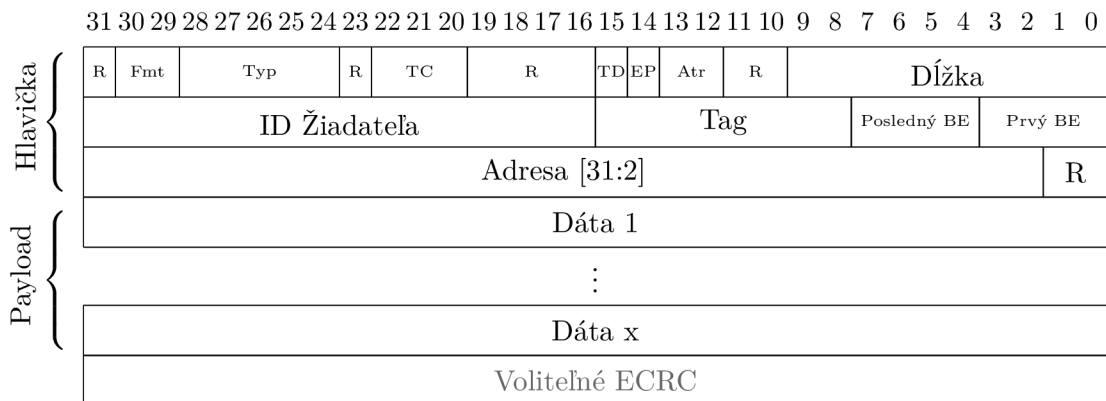 31 30 29 28 27 26 25 24 23 22 21 20 19 18 17 16 15 14 13 12 11 10 9 8 7 6 5 4 3 2 1 0
Hlavička
R Fmt Typ R TC R TD EP Atr R Dĺžka
ID Žiadateľa Tag Posledný BE Prvý BE
Adresa [31:2] R
Payload
Dáta 1
⋮
Dáta x
Voliteľné ECRC